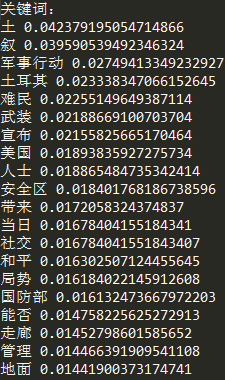 关键词:
土 0.042379195054714866
叙 0.039590539492346324
军事行动 0.02749413349232927
土耳其 0.023338347066152645
难民 0.02255149649387114
武装 0.02188669100703704
宣布 0.02155825665170464
美国 0.01893835927275734
人士 0.018865484735342414
安全区 0.018401768186738596
带来 0.0172058324374837
当日 0.01678404155184341
社交 0.016784041551843407
和平 0.016302507124455645
局势 0.016184022145912608
国防部 0.016132473667972203
能否 0.014758225625272913
走廊 0.01452798601585652
管理 0.014466391909541108
地面 0.01441900373174741